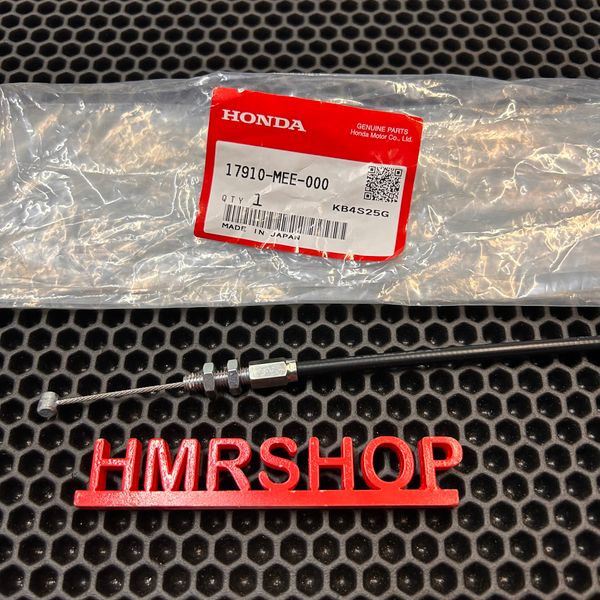 HONDA
GENUINE PARTS
Honda Motor Co., Ltd.
17910-MEE-000
QTY 1
KB4S25G
MADE IN JAPAN
HMRSHOP